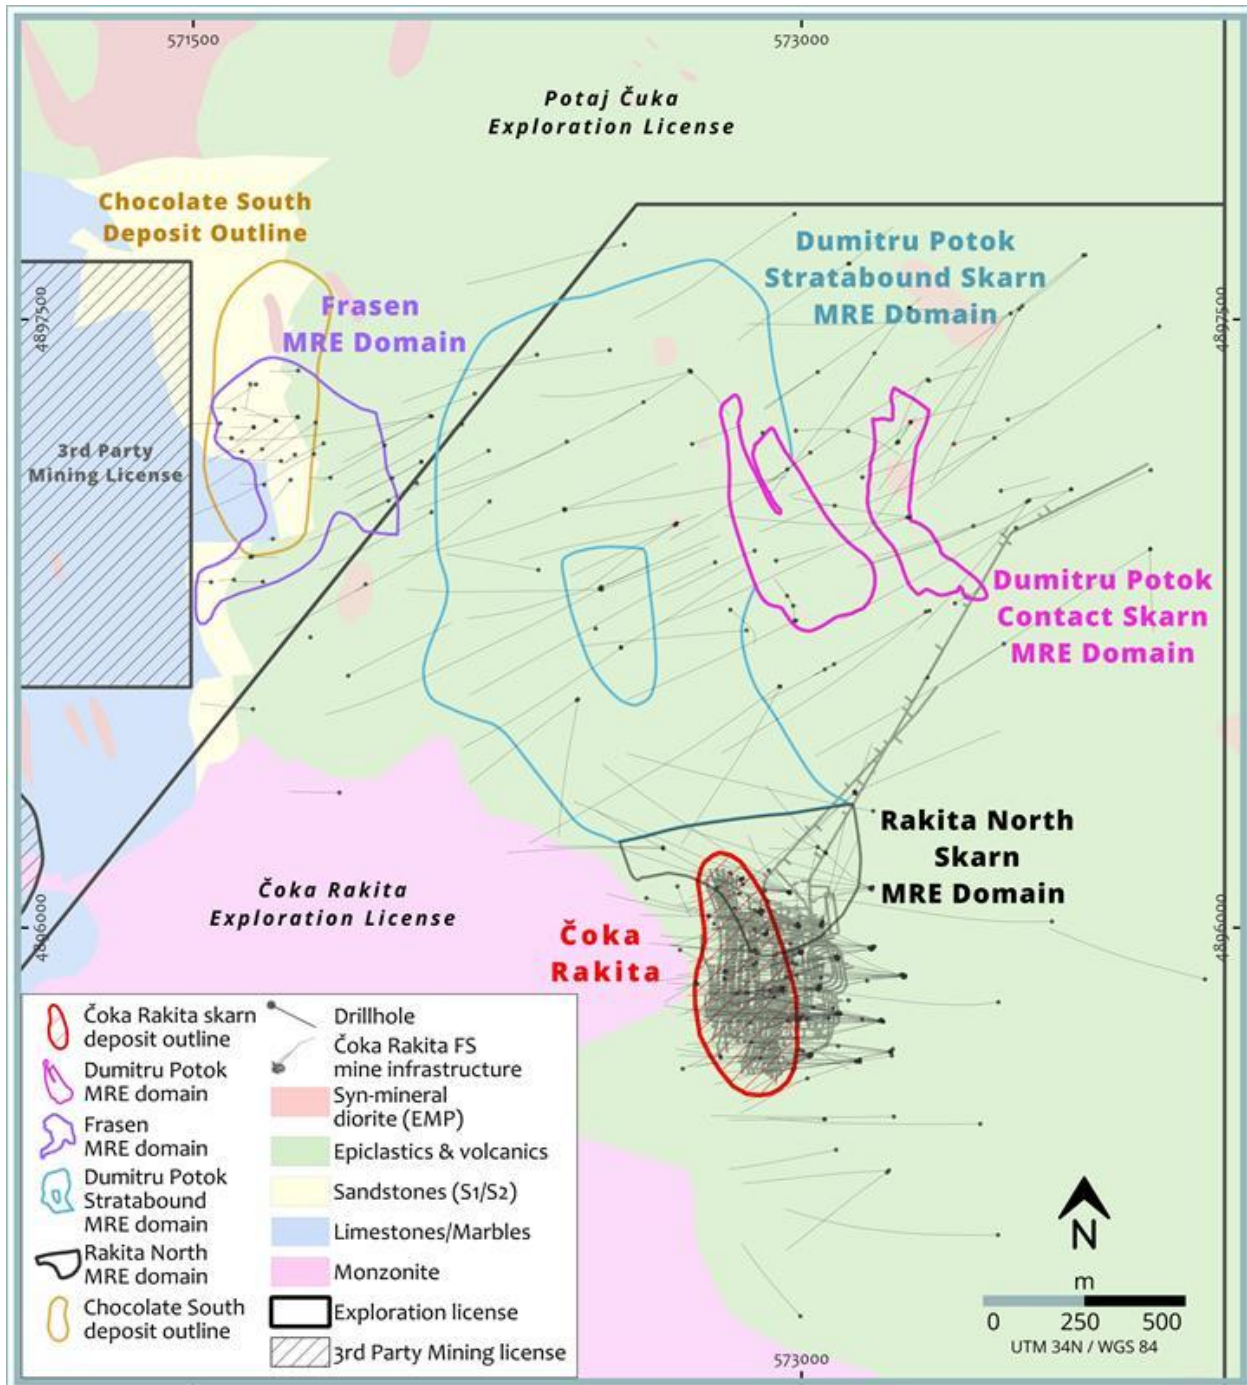 571500
573000
Potaj Čuka
Exploration License
Chocolate South
Deposit Outline
Dumitru Potok
Stratabound Skarn
MRE Domain
Frasen
MRE Domain
4897500
4897500
3rd Party
Mining License
Dumitru Potok
Contact Skarn
MRE Domain
Rakita North
Skarn
MRE Domain
Čoka Rakita
Exploration License
Čoka
Rakita
4896000
4896000
Čoka Rakita skarn
deposit outline
Dumitru Potok
MRE domain
Frasen
MRE domain
Dumitru Potok
Stratabound
MRE domain
Rakita North
MRE domain
Chocolate South
deposit outline
Drillhole
Čoka Rakita FS
mine infrastructure
Syn-mineral
diorite (EMP)
Epiclastics & volcanics
Sandstones (S1/S2)
Limestones/Marbles
Monzonite
Exploration license
3rd Party Mining license
N
m
0 250 500
UTM 34N / WGS 84
573000